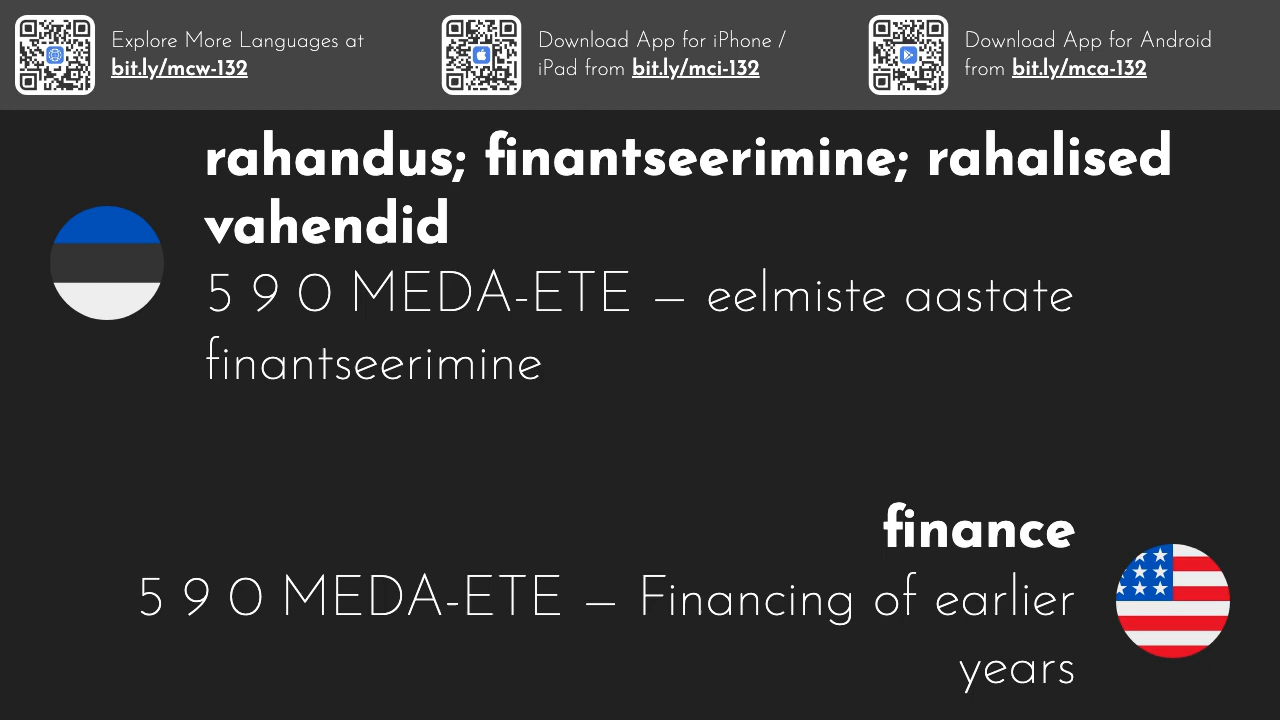 Explore More Languages at
bit.ly/mcw-132
Download App for iPhone /
iPad from bit.ly/mci-132
Download App for Android
from bit.ly/mca-132
rahandus; finantseerimine; rahalised
vahendid
5 9 0 MEDA-ETE – eelmiste aastate
finantseerimine
finance
5 9 0 MEDA-ETE – Financing of earlier
years